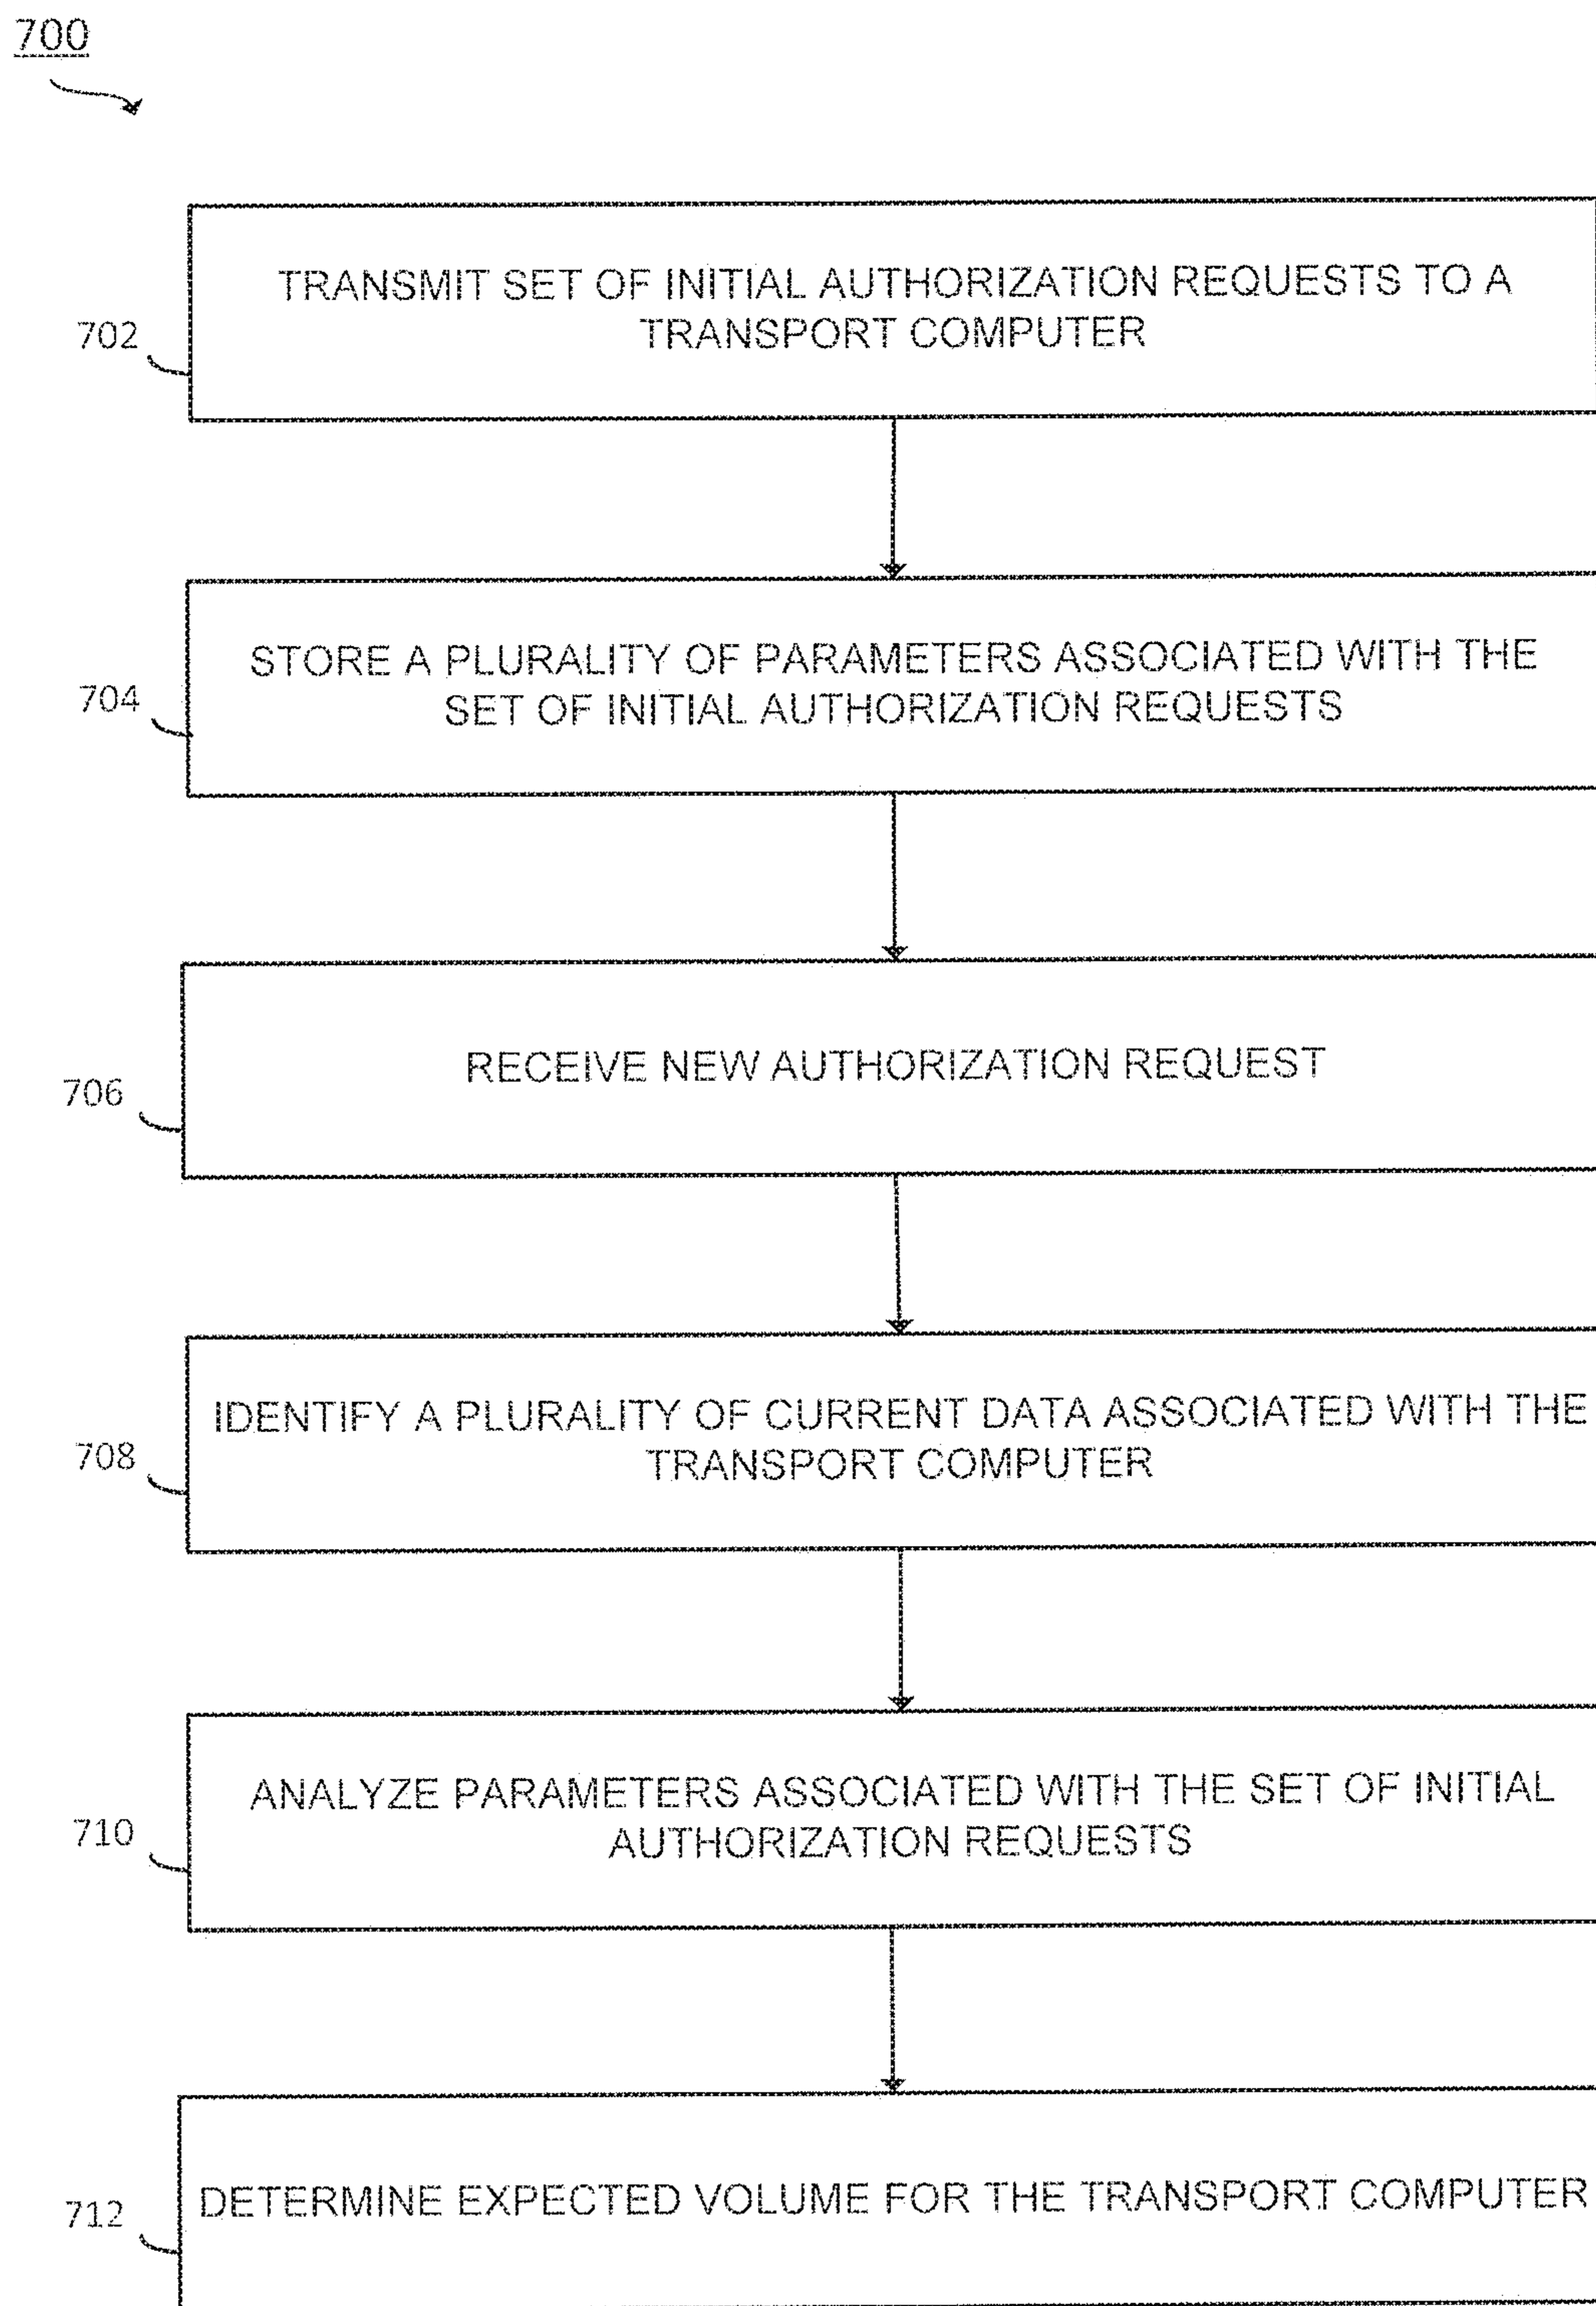 700
TRANSMIT SET OF INITIAL AUTHORIZATION REQUESTS TO A
TRANSPORT COMPUTER
702
STORE A PLURALITY OF PARAMETERS ASSOCIATED WITH THE
SET OF INITIAL AUTHORIZATION REQUESTS
704
RECEIVE NEW AUTHORIZATION REQUEST
706
IDENTIFY A PLURALITY OF CURRENT DATA ASSOCIATED WITH THE
TRANSPORT COMPUTER
708
ANALYZE PARAMETERS ASSOCIATED WITH THE SET OF INITIAL
AUTHORIZATION REQUESTS
710
DETERMINE EXPECTED VOLUME FOR THE TRANSPORT COMPUTER
712